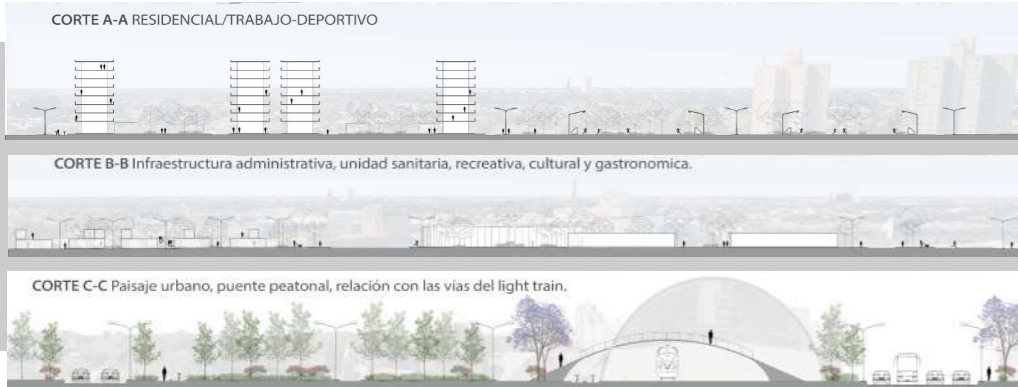 CORTE A-A RESIDENCIAL/TRABAJO-DEPORTIVO
CORTE B-B Infraestructura administrativa, unidad sanitaria, recreativa, cultural y gastronomica.
CORTE C-C Paisaje urbano, puente peatonal, relación con las vías del light train.